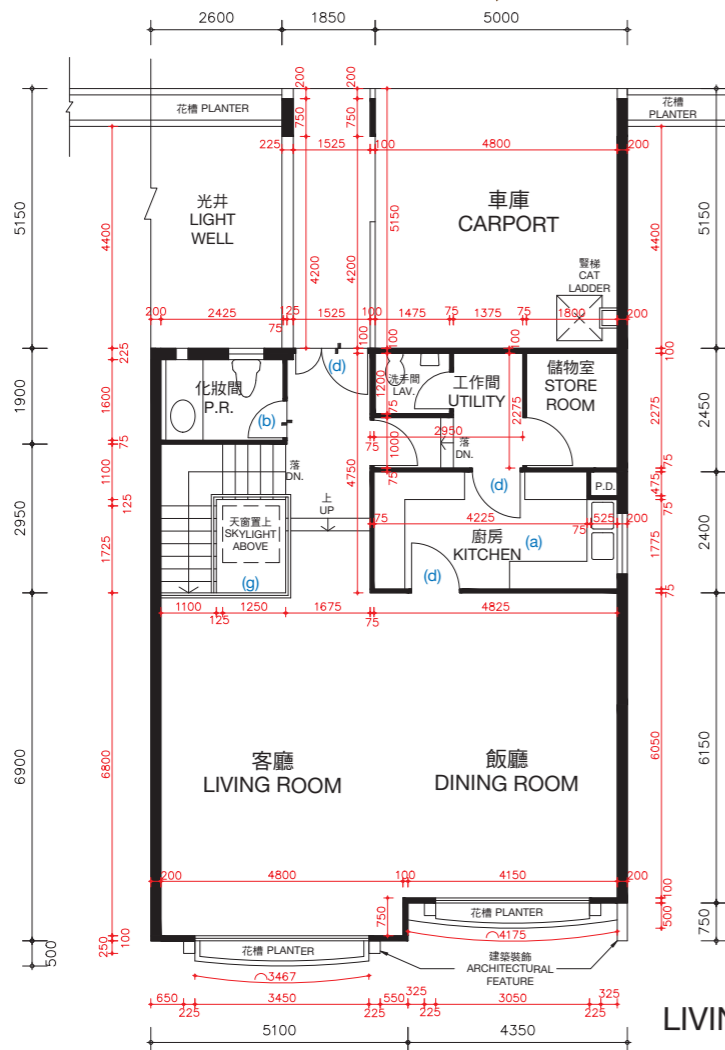 2600
1850
5000
花槽 PLANTER
花槽
PLANTER
200
200
750
750
225
1525
100
4800
200
光井
LIGHT
WELL
車庫
CARPORT
豎梯
CAT
LADDER
5150
4400
4200
4200
5150
4400
5150
200
2425
125
75
1525
100
1475
75
1375
75
1800
200
225
100
100
100
100
(d)
化妝間
P.R.
(b)
洗手間
LAV.
工作間
UTILITY
儲物室
STORE
ROOM
1900
1600
75
1200
75
2275
2275
2450
2950
75
1000
75
落
DN.
落
DN.
上
UP
4750
(d)
P.D.
75
475
75
2950
1100
125
1725
天窗置上
SKYLIGHT
ABOVE
(g)
75
4225
75
525
200
廚房
KITCHEN
(a)
(d)
1775
75
2400
1100
125
1250
1675
75
4825
6900
6800
客廳
LIVING ROOM
飯廳
DINING ROOM
6050
6150
200
4800
100
4150
200
750
100
500
750
花槽 PLANTER
4175
花槽 PLANTER
3467
500
250
100
建築裝飾
ARCHITECTURAL
FEATURE
650
225
3450
225
550
325
225
3050
225
325
5100
4350
LIVIN